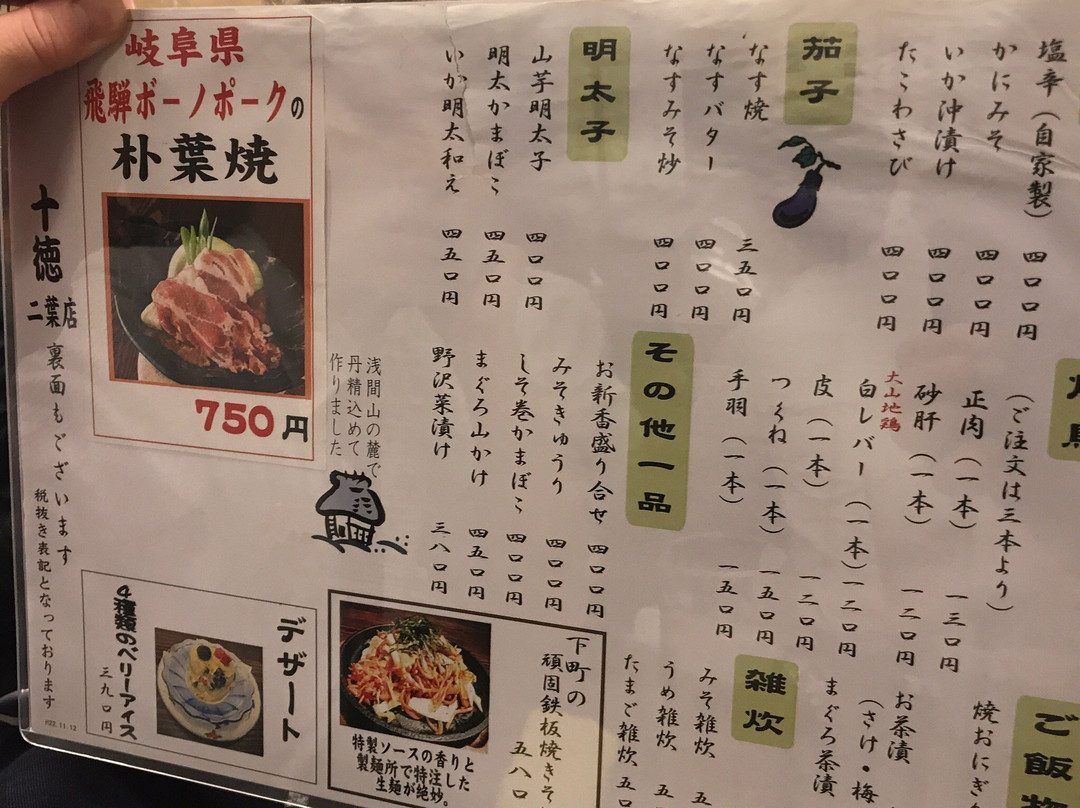 塩辛（自家製） 四〇〇円
かにみそ 四〇〇円
いか沖漬け 四〇〇円
たこわさび 四〇〇円
茄子
なす焼 三五〇円
なすバター 四〇〇円
なすみそ炒 四〇〇円
明太子
山芋明太子 四〇〇円
明太かまぼこ 四五〇円
いか明太和え 四五〇円
（ご注文は三本より）
正肉（一本） 一三〇円
砂肝（一本） 一二〇円
大山地鶏
白レバー（一本） 一二〇円
皮（一本） 一二〇円
つくね（一本） 一五〇円
手羽（一本） 一五〇円
その他一品
お新香盛り合せ 四〇〇円
みそきゅうり 四〇〇円
しそ巻かまぼこ 四〇〇円
まぐろ山かけ 四五〇円
野沢菜漬け 三八〇円
浅間山の麓で
丹精込めて
作りました
ご飯
焼おにぎ
お茶漬
（さけ・梅
まぐろ茶漬
雑炊
みそ雑炊 五
うめ雑炊 五
たまご雑炊 五
下町の
頑固鉄板焼きそ
五八〇
特製ソースの香りと
製麺所で特注した
生麺が絶妙。
デザート
4種類のベリーアイス
三九〇円
岐阜県
飛騨ボーノポークの
朴葉焼
750円
十徳 二葉店
裏面もございます
税抜き表記となっております
H22.11.12